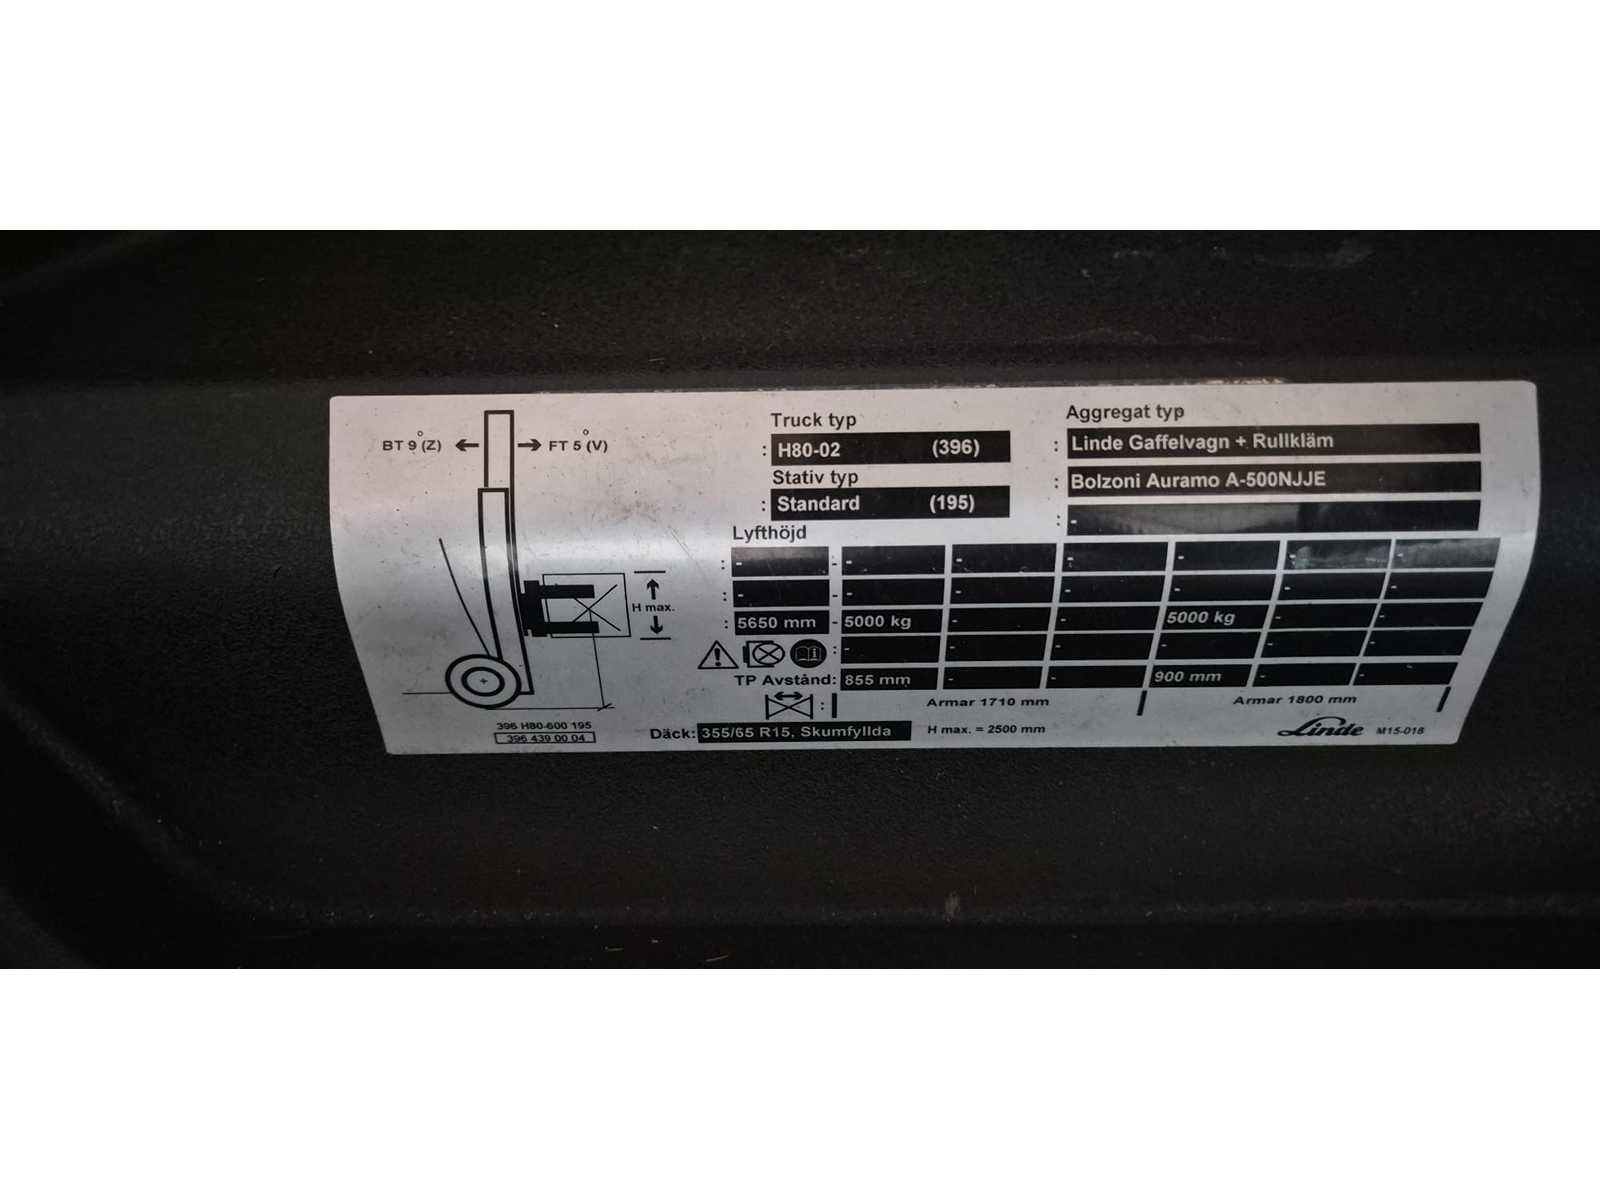 BT 9° (Z) FT 5° (V)
H max.
396 H80-600 195
396 439 00 04
Truck typ
: H80-02 (396)
Stativ typ
: Standard (195)
Aggregat typ
: Linde Gaffelvagn + Rullkläm
: Bolzoni Auramo A-500NJJE
: -
Lyfthöjd
: - - - - - - - -
: - - - - - - - -
: 5650 mm - 5000 kg - - 5000 kg - -
: - - - - - -
TP Avstånd: 855 mm - - 900 mm - -
: Armar 1710 mm Armar 1800 mm
Däck: 355/65 R15, Skumfyllda H max. = 2500 mm Linde M15-018